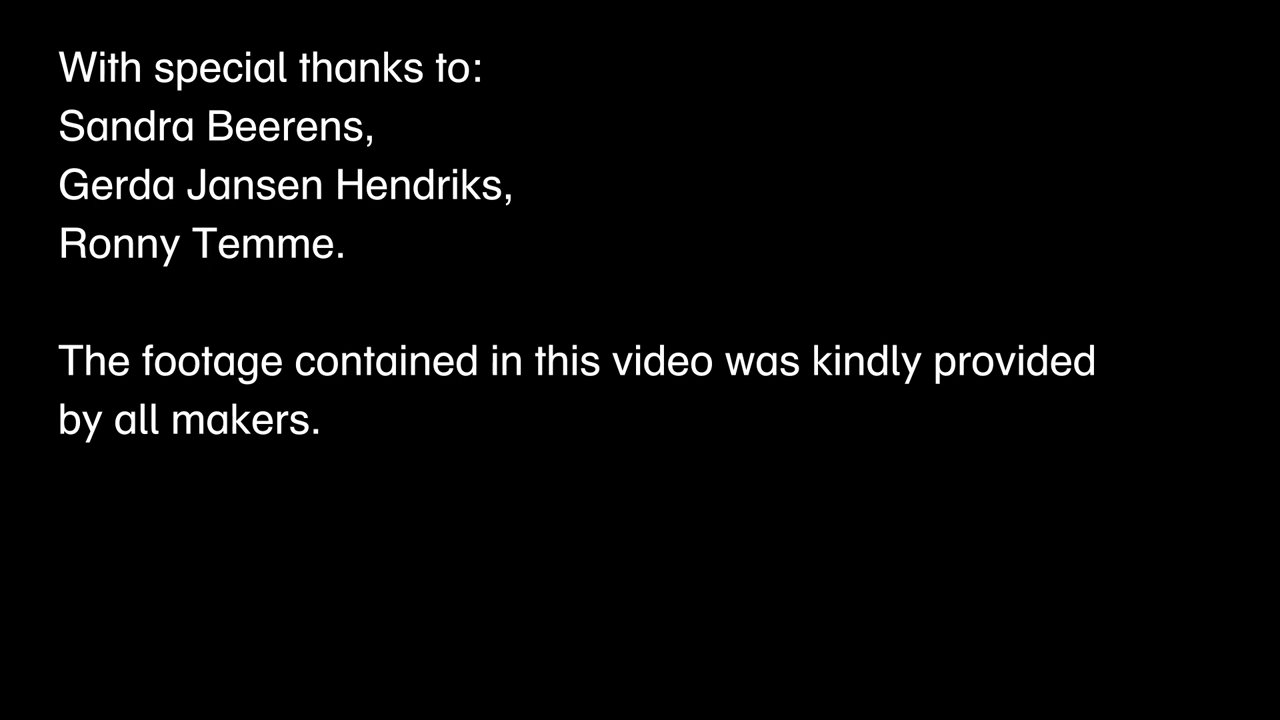 With special thanks to:
Sandra Beerens,
Gerda Jansen Hendriks,
Ronny Temme.
The footage contained in this video was kindly provided
by all makers.